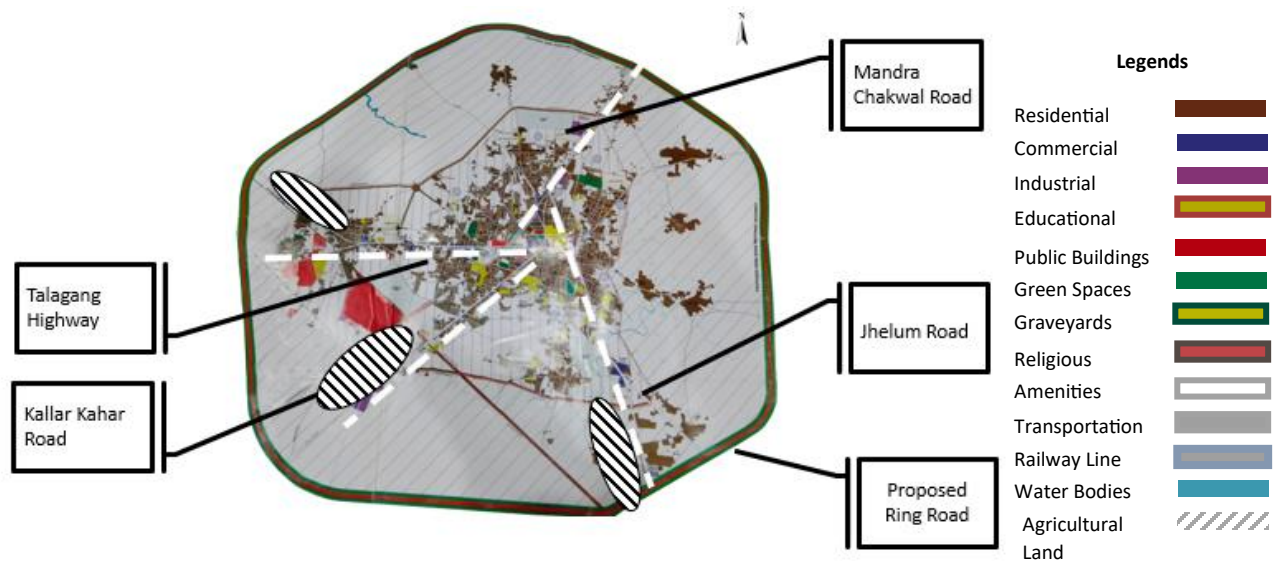 N
Mandra
Chakwal Road
Talagang
Highway
Kallar Kahar
Road
Jhelum Road
Proposed
Ring Road
Legends
Residential
Commercial
Industrial
Educational
Public Buildings
Green Spaces
Graveyards
Religious
Amenities
Transportation
Railway Line
Water Bodies
Agricultural
Land